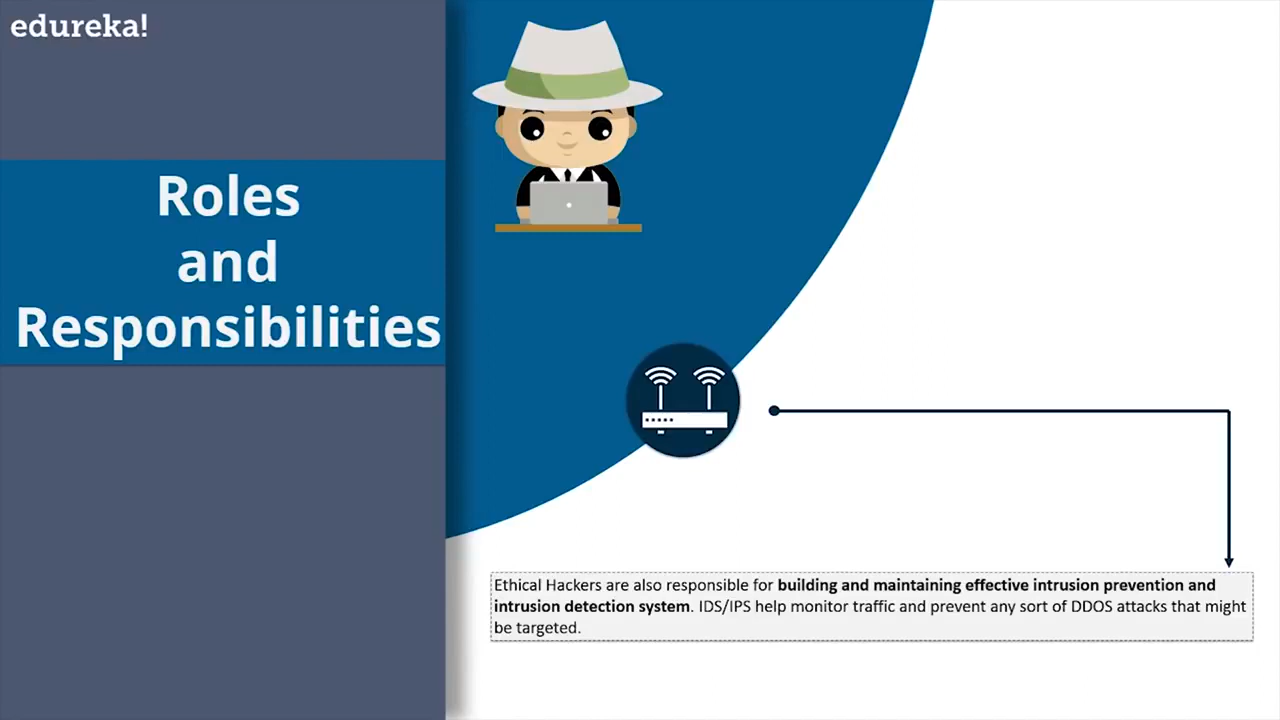 edureka!
Roles
and
Responsibilities
Ethical Hackers are also responsible for building and maintaining effective intrusion prevention and
intrusion detection system. IDS/IPS help monitor traffic and prevent any sort of DDOS attacks that might
be targeted.